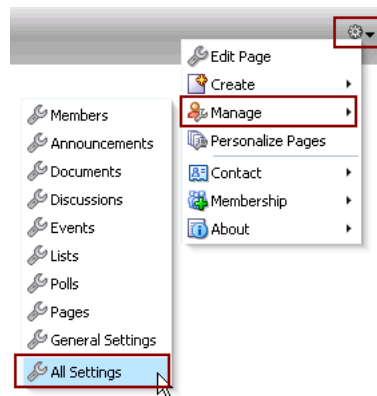 Edit Page
Create
Manage
Personalize Pages
Contact
Membership
About
Members
Announcements
Documents
Discussions
Events
Lists
Polls
Pages
General Settings
All Settings